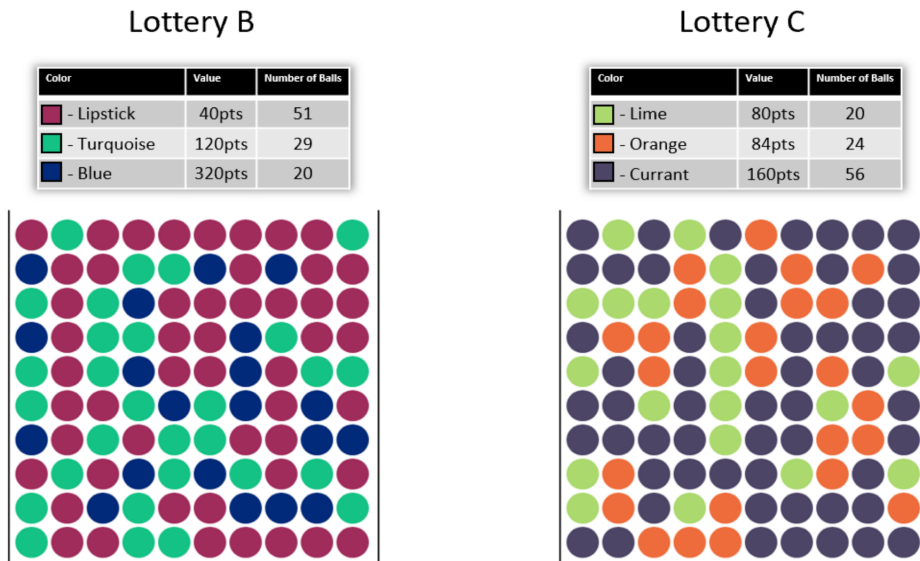 Lottery B
Color Value Number of Balls
- Lipstick 40pts 51
- Turquoise 120pts 29
- Blue 320pts 20
Lottery C
Color Value Number of Balls
- Lime 80pts 20
- Orange 84pts 24
- Currant 160pts 56